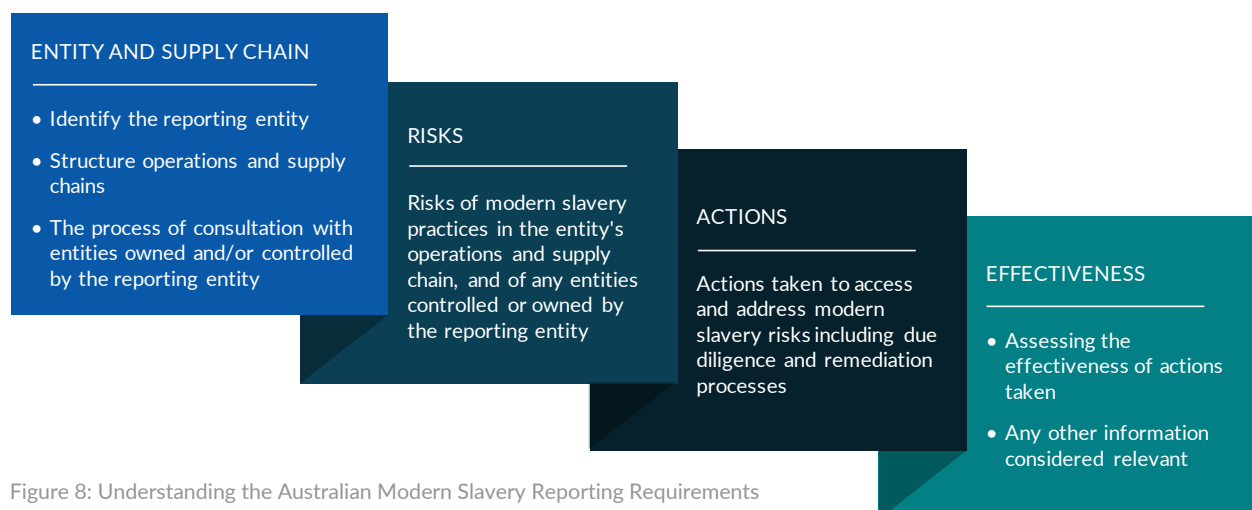 ENTITY AND SUPPLY CHAIN
• Identify the reporting entity
• Structure operations and supply
chains
• The process of consultation with
entities owned and/or controlled
by the reporting entity
RISKS
Risks of modern slavery
practices in the entity's
operations and supply
chain, and of any entities
controlled or owned by
the reporting entity
ACTIONS
Actions taken to access
and address modern
slavery risks including due
diligence and remediation
processes
EFFECTIVENESS
• Assessing the
effectiveness of actions
taken
• Any other information
considered relevant
Figure 8: Understanding the Australian Modern Slavery Reporting Requirements